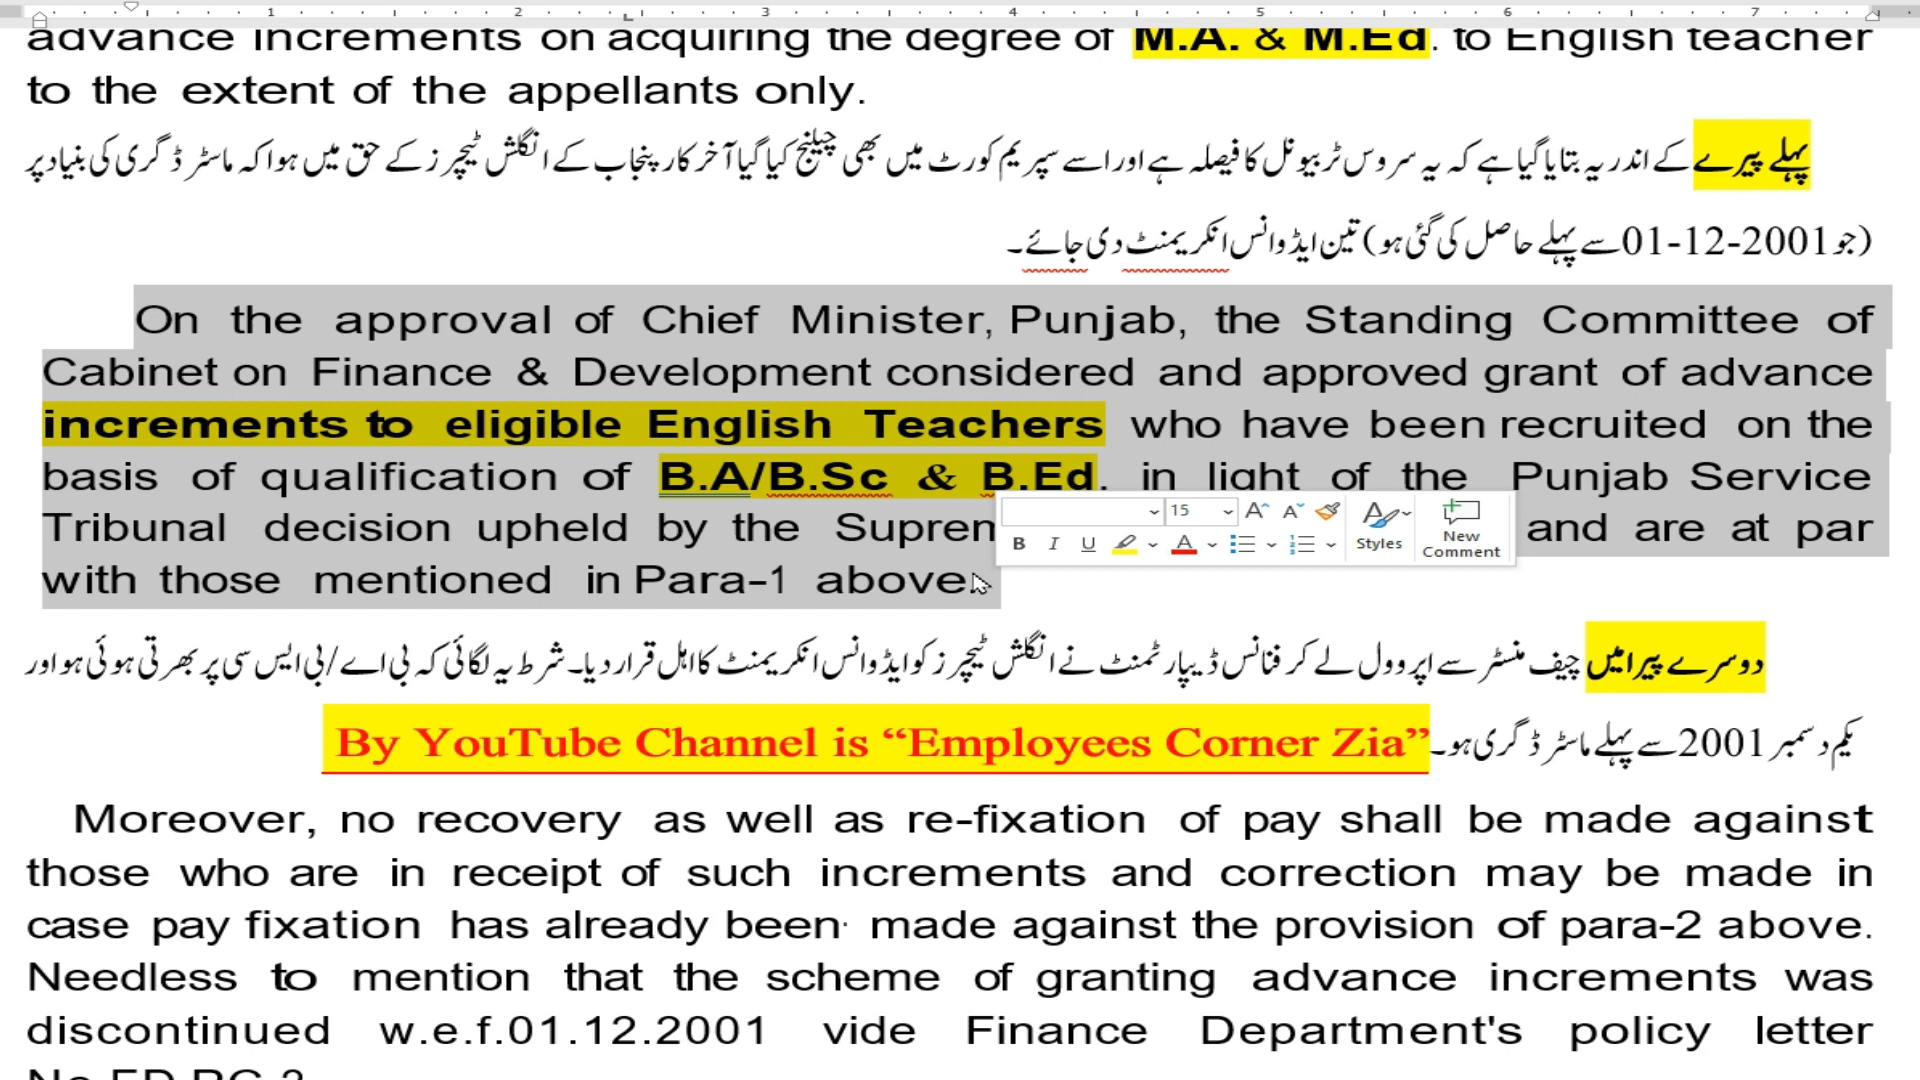 1 2 3 4 5 6 7
advance increments on acquiring the degree of M.A. & M.Ed. to English teacher
to the extent of the appellants only.
پہلے پیرے کے اندر یہ بتایا گیا ہے کہ یہ سروس ٹربیونل کا فیصلہ ہے اور اسے سپریم کورٹ میں بھی چیلنج کیا گیا آخر کار پنجاب کے انگلش ٹیچرز کے حق میں ہوا کہ ماسٹر ڈگری کی بنیاد پر
(جو 01-12-2001 سے پہلے حاصل کی گئی ہو) تین ایڈوانس انکریمنٹ دی جائے۔
On the approval of Chief Minister, Punjab, the Standing Committee of
Cabinet on Finance & Development considered and approved grant of advance
increments to eligible English Teachers who have been recruited on the
basis of qualification of B.A/B.Sc & B.Ed. in light of the Punjab Service
Tribunal decision upheld by the Suprem and are at par
15
Styles
New
Comment
B I U
with those mentioned in Para-1 above.
دوسرے پیرا میں چیف منسٹر سے اپروول لے کر فنانس ڈیپارٹمنٹ نے انگلش ٹیچرز کو ایڈوانس انکریمنٹ کا اہل قرار دیا۔ شرط یہ لگائی کہ بی اے/بی ایس سی پر بھرتی ہوئی ہو اور
یکم دسمبر 2001 سے پہلے ماسٹر ڈگری ہو۔ By YouTube Channel is “Employees Corner Zia”
Moreover, no recovery as well as re-fixation of pay shall be made against
those who are in receipt of such increments and correction may be made in
case pay fixation has already been made against the provision of para-2 above.
Needless to mention that the scheme of granting advance increments was
discontinued w.e.f.01.12.2001 vide Finance Department's policy letter